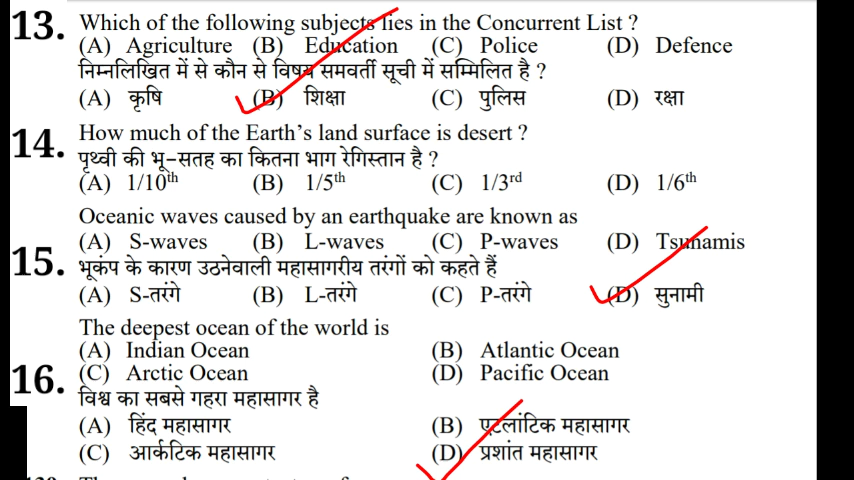 13. Which of the following subjects lies in the Concurrent List ?
(A) Agriculture (B) Education (C) Police (D) Defence
निम्नलिखित में से कौन से विषय समवर्ती सूची में सम्मिलित है ?
(A) कृषि (B) शिक्षा (C) पुलिस (D) रक्षा
14. How much of the Earth's land surface is desert ?
पृथ्वी की भू-सतह का कितना भाग रेगिस्तान है ?
(A) 1/10th (B) 1/5th (C) 1/3rd (D) 1/6th
Oceanic waves caused by an earthquake are known as
(A) S-waves (B) L-waves (C) P-waves (D) Tsunamis
15. भूकंप के कारण उठनेवाली महासागरीय तरंगों को कहते हैं
(A) S-तरंगे (B) L-तरंगे (C) P-तरंगे (D) सुनामी
The deepest ocean of the world is
(A) Indian Ocean (B) Atlantic Ocean
16. (C) Arctic Ocean (D) Pacific Ocean
विश्व का सबसे गहरा महासागर है
(A) हिंद महासागर (B) एटलांटिक महासागर
(C) आर्कटिक महासागर (D) प्रशांत महासागर